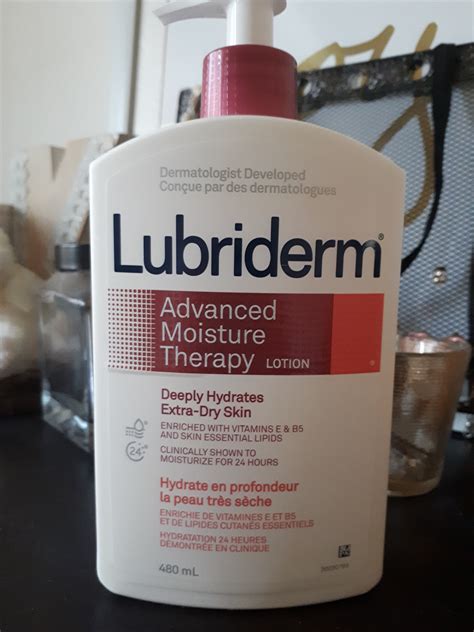 Dermatologist Developed
Conçue par des dermatologues
Lubriderm®
Advanced
Moisture
Therapy LOTION
Deeply Hydrates
Extra-Dry Skin
ENRICHED WITH VITAMINS E & B5
AND SKIN ESSENTIAL LIPIDS
24
CLINICALLY SHOWN TO
MOISTURIZE FOR 24 HOURS
Hydrate en profondeur
la peau très sèche
ENRICHIE DE VITAMINES E ET B5
ET DE LIPIDES CUTANÉS ESSENTIELS
HYDRATATION 24 HEURES
DÉMONTRÉE EN CLINIQUE
480 mL